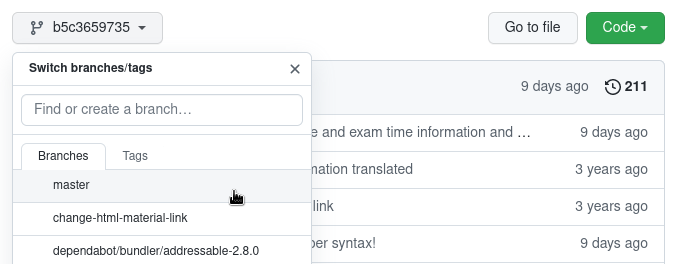 b5c3659735
Go to file
Code
Switch branches/tags
9 days ago
211
Find or create a branch...
e and exam time information and ...
9 days ago
Branches
Tags
mation translated
3 years ago
master
link
3 years ago
change-html-material-link
per syntax!
9 days ago
dependabot/bundler/addressable-2.8.0